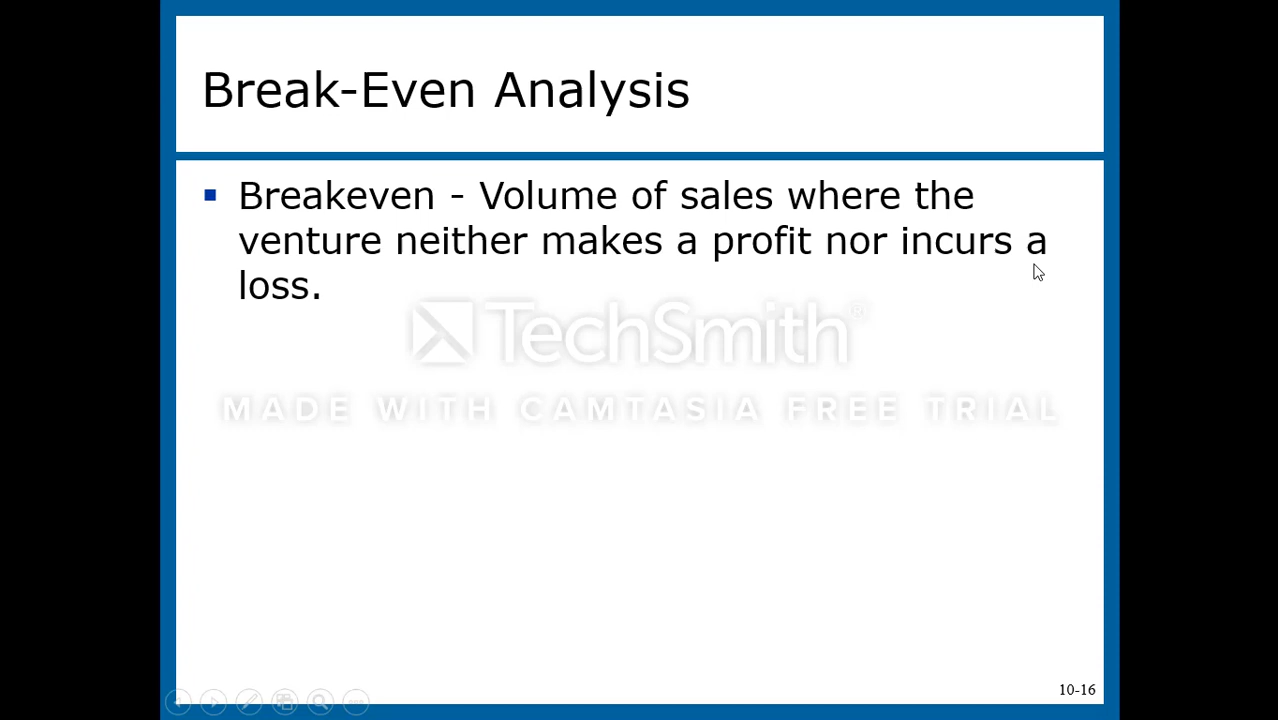 Break-Even Analysis
▪ Breakeven - Volume of sales where the
venture neither makes a profit nor incurs a
loss.
TechSmith®
MADE WITH CAMTASIA FREE TRIAL
10-16